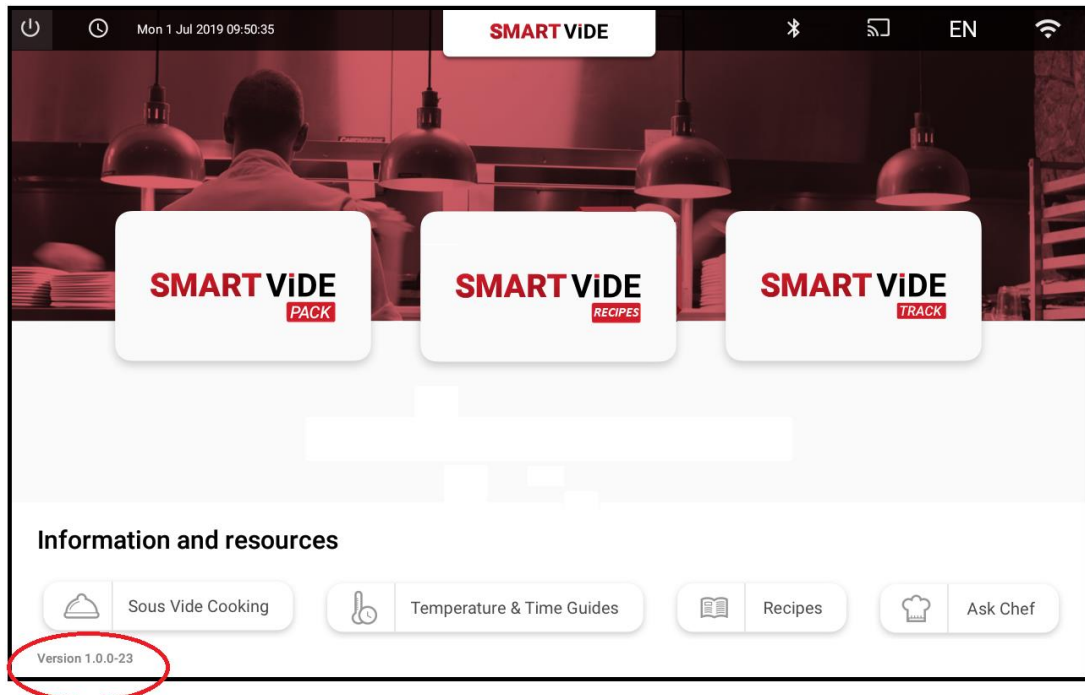 Mon 1 Jul 2019 09:50:35
SMART ViDE
EN
SMART ViDE
PACK
SMART ViDE
RECIPES
SMART ViDE
TRACK
Information and resources
Sous Vide Cooking
Temperature & Time Guides
Recipes
Ask Chef
Version 1.0.0-23